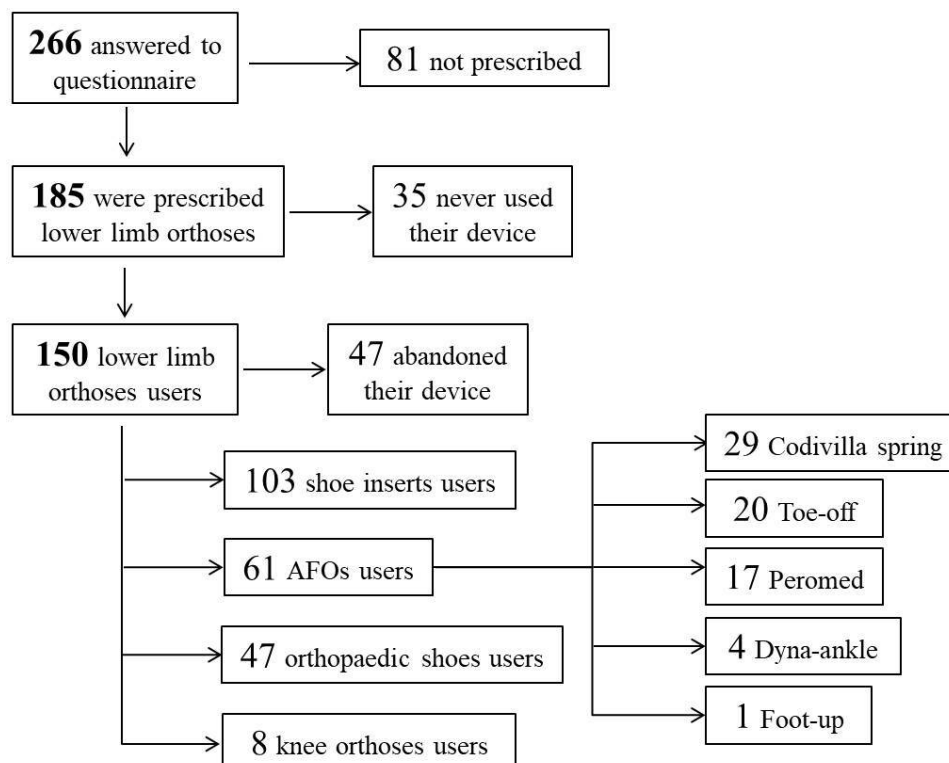 266 answered to
questionnaire
81 not prescribed
185 were prescribed
lower limb orthoses
35 never used
their device
150 lower limb
orthoses users
47 abandoned
their device
103 shoe inserts users
61 AFOs users
47 orthopaedic shoes users
8 knee orthoses users
29 Codivilla spring
20 Toe-off
17 Peromed
4 Dyna-ankle
1 Foot-up